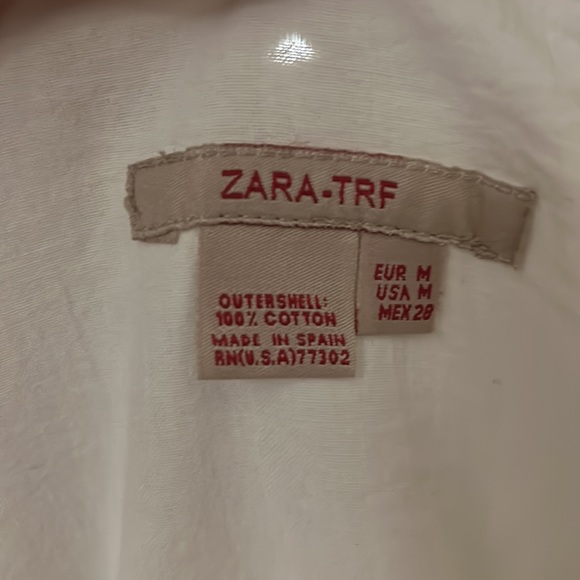 ZARA-TRF
OUTERSHELL:
100% COTTON
MADE IN SPAIN
RN(U.S.A)77302
EUR M
USA M
MEX 28